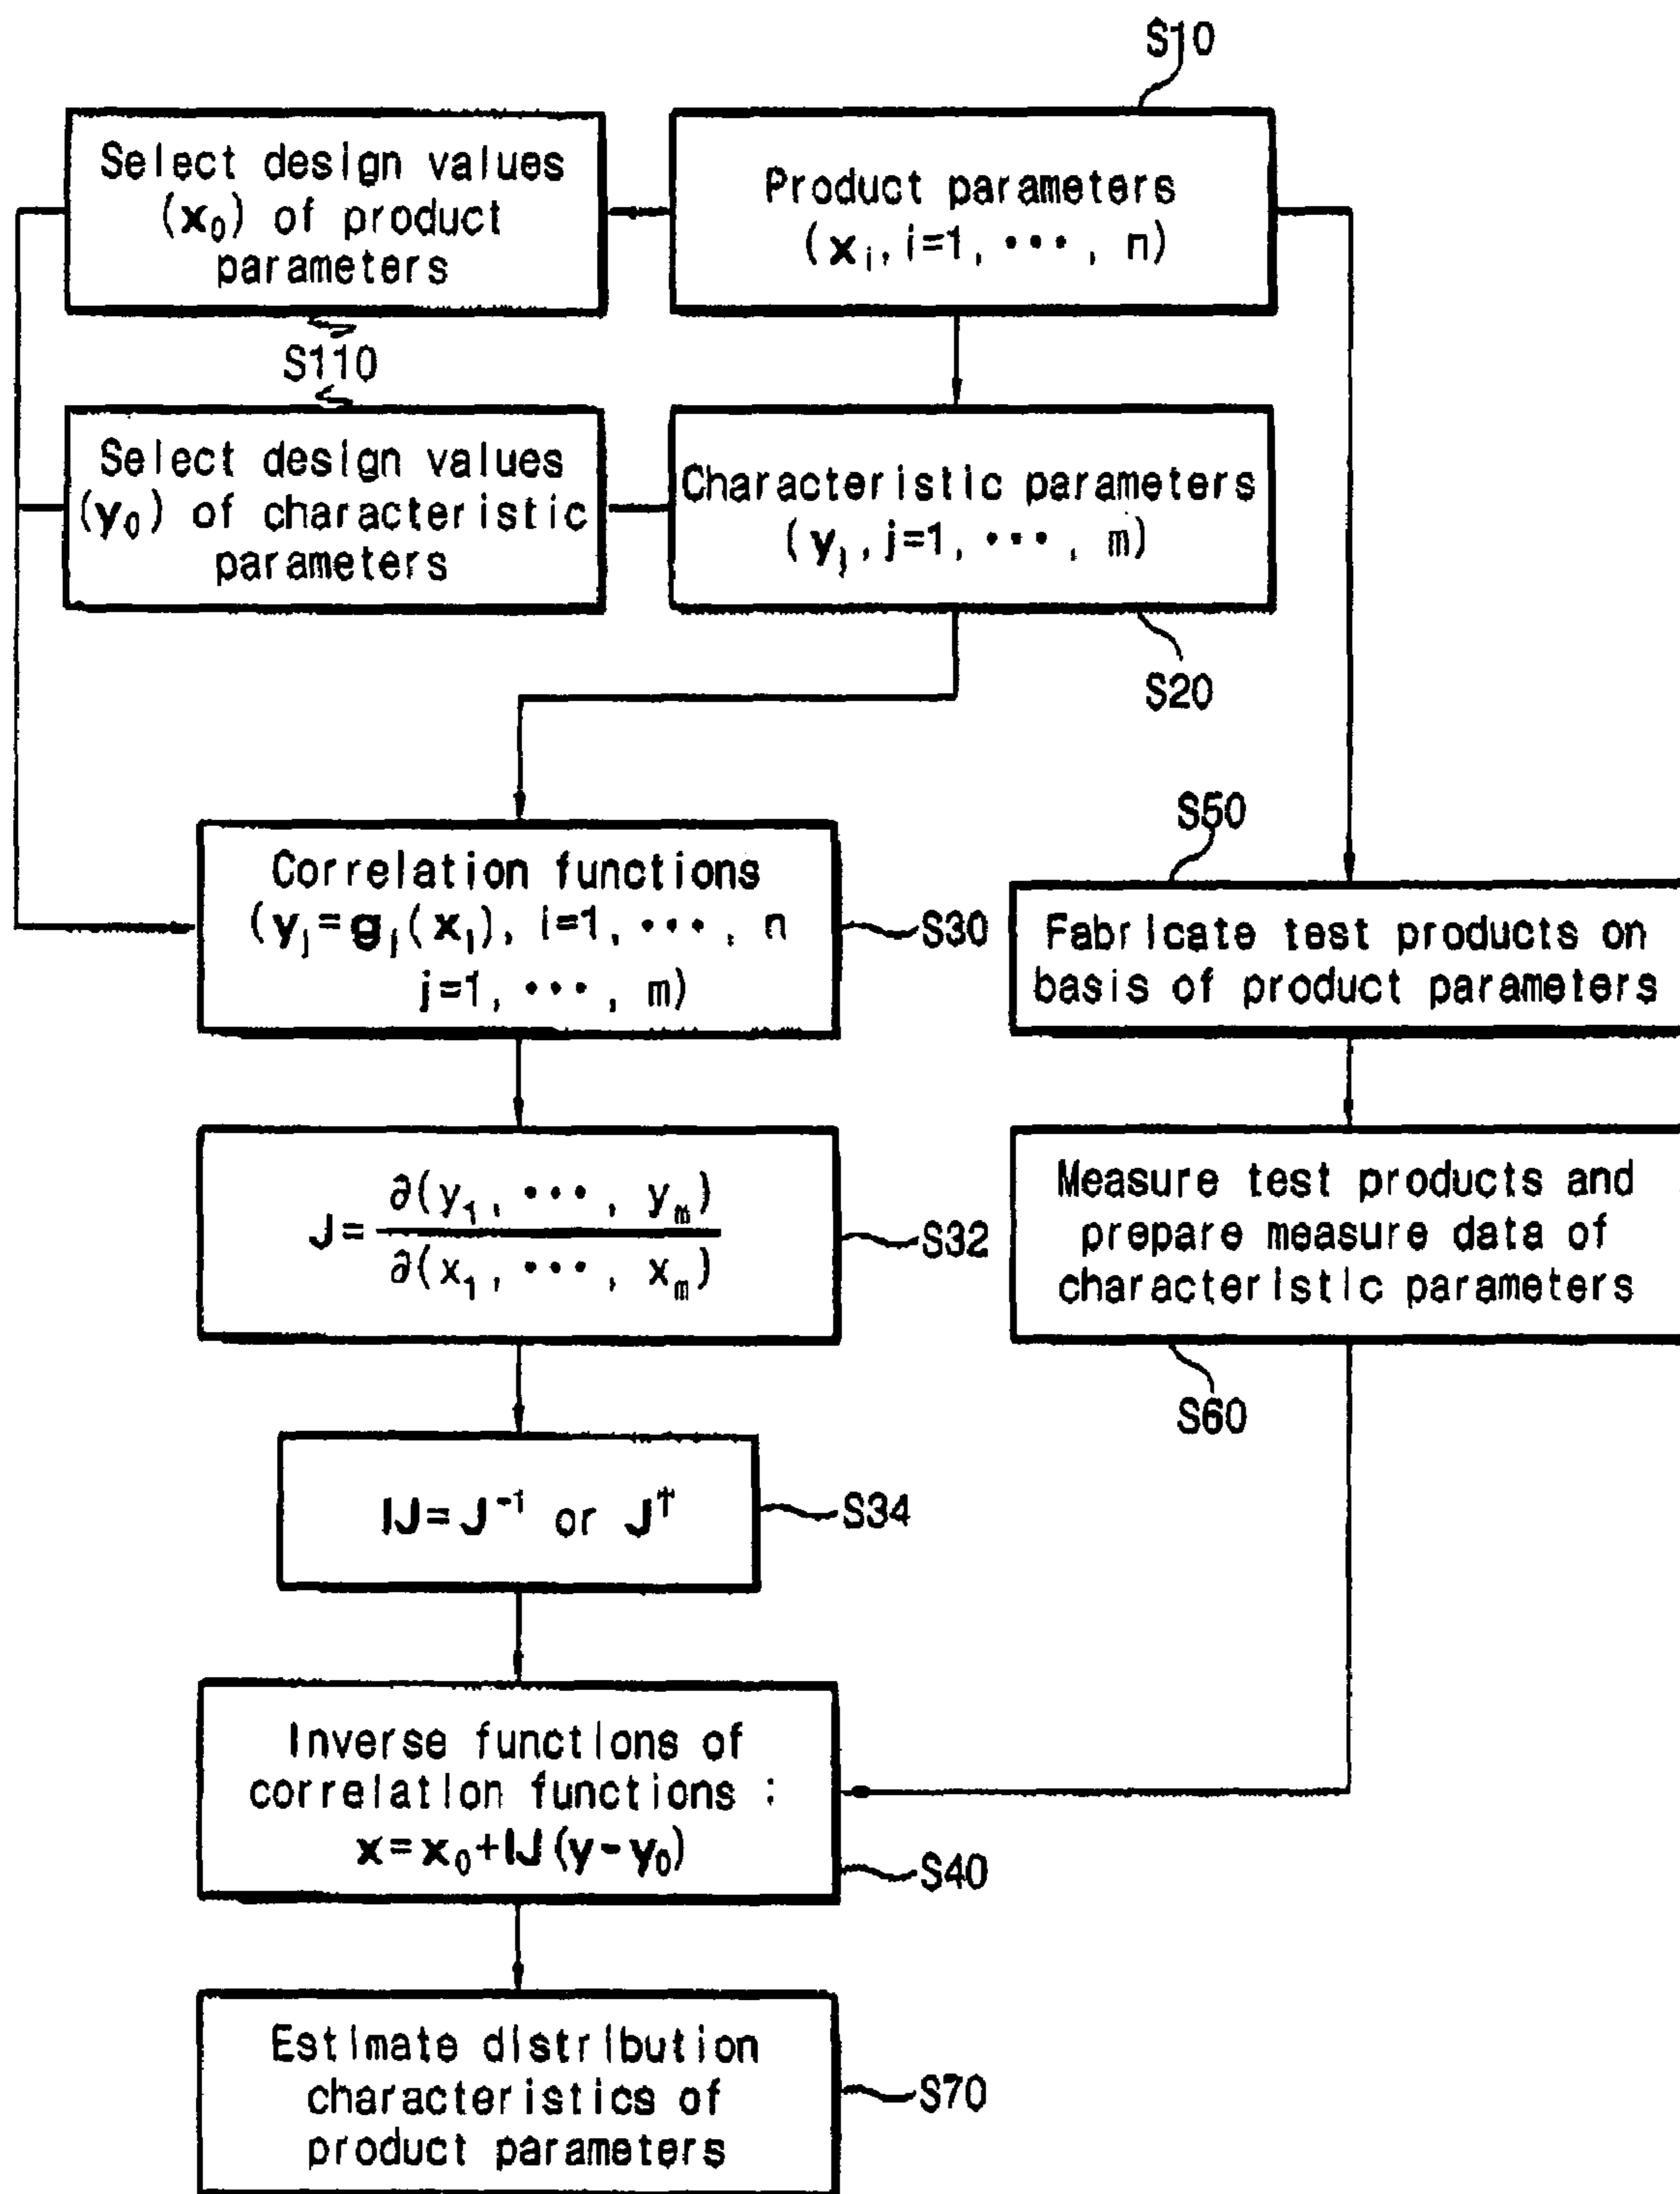 S10
Select design values
(x₀) of product
parameters
Product parameters
(xᵢ, i=1, ···, n)
S110
Select design values
(y₀) of characteristic
parameters
Characteristic parameters
(yⱼ, j=1, ···, m)
S20
Correlation functions
(yⱼ=gⱼ(xᵢ), i=1, ···, n
j=1, ···, m)
S30
S50
Fabricate test products on
basis of product parameters
J= ∂(y₁, ···, yₘ)
∂(x₁, ···, xₘ)
S32
Measure test products and
prepare measure data of
characteristic parameters
S60
IJ=J⁻¹ or J†
S34
Inverse functions of
correlation functions :
x=x₀+IJ(y-y₀)
S40
Estimate distribution
characteristics of
product parameters
S70